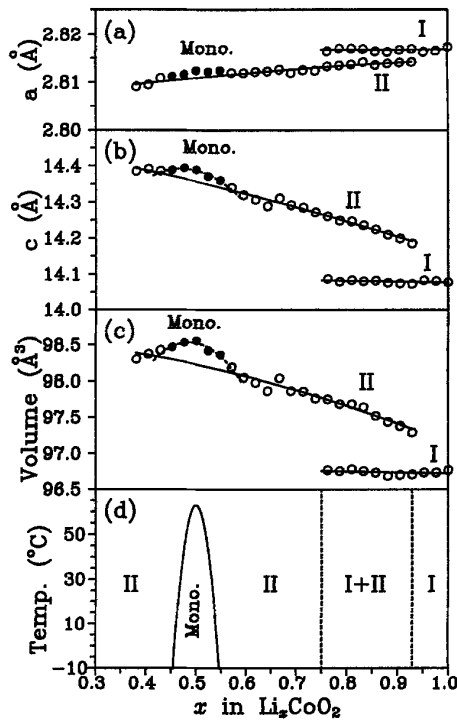 (a)
I
Mono.
II
a (Å)
2.82
2.81
2.80
(b)
Mono.
II
I
c (Å)
14.4
14.3
14.2
14.1
14.0
(c)
Mono.
II
I
Volume (Å³)
98.5
98.0
97.5
97.0
96.5
(d)
II
Mono.
II
I+II
I
Temp. (°C)
50
30
10
−10
0.3 0.4 0.5 0.6 0.7 0.8 0.9 1.0
x in LixCoO2